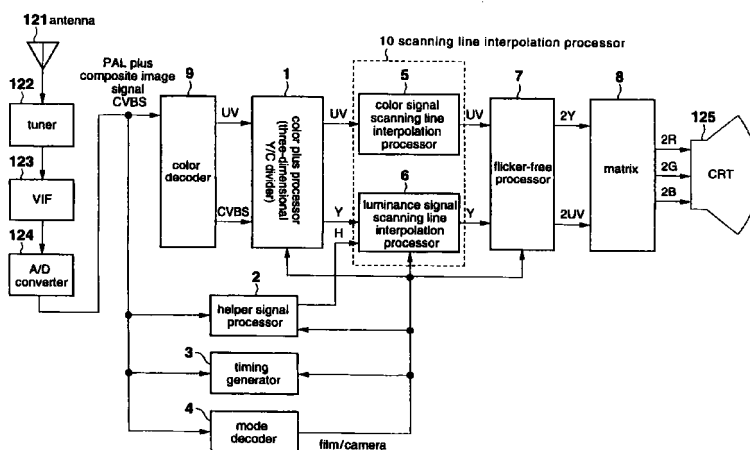 121 antenna
10 scanning line interpolation processor
PAL plus
composite image
signal
CVBS
122
tuner
123
VIF
124
A/D
converter
9
color decoder
UV
CVBS
1
color plus processor
(three-dimensional
Y/C divider)
UV
Y
H
5
color signal
scanning line
interpolation
processor
UV
6
luminance signal
scanning line
interpolation
processor
Y
7
flicker-free
processor
2Y
2UV
8
matrix
2R
2G
2B
125
CRT
2
helper signal
processor
3
timing
generator
4
mode
decoder
film/camera